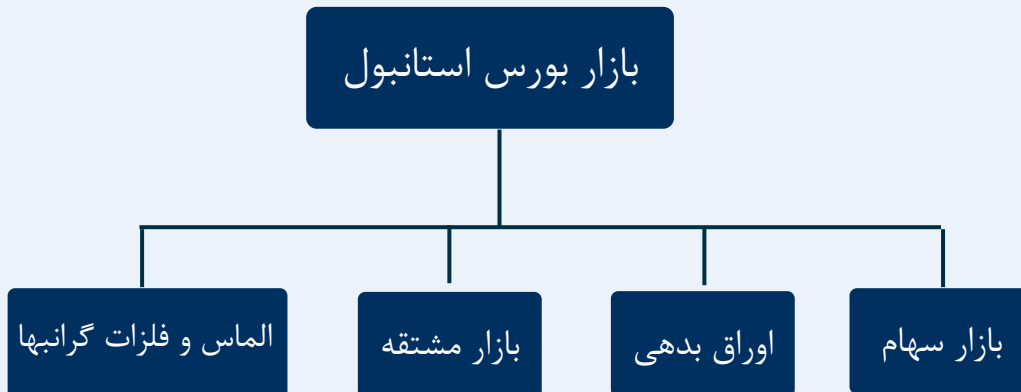 بازار بورس استانبول
بازار سهام
اوراق بدهی
بازار مشتقه
الماس و فلزات گرانبها